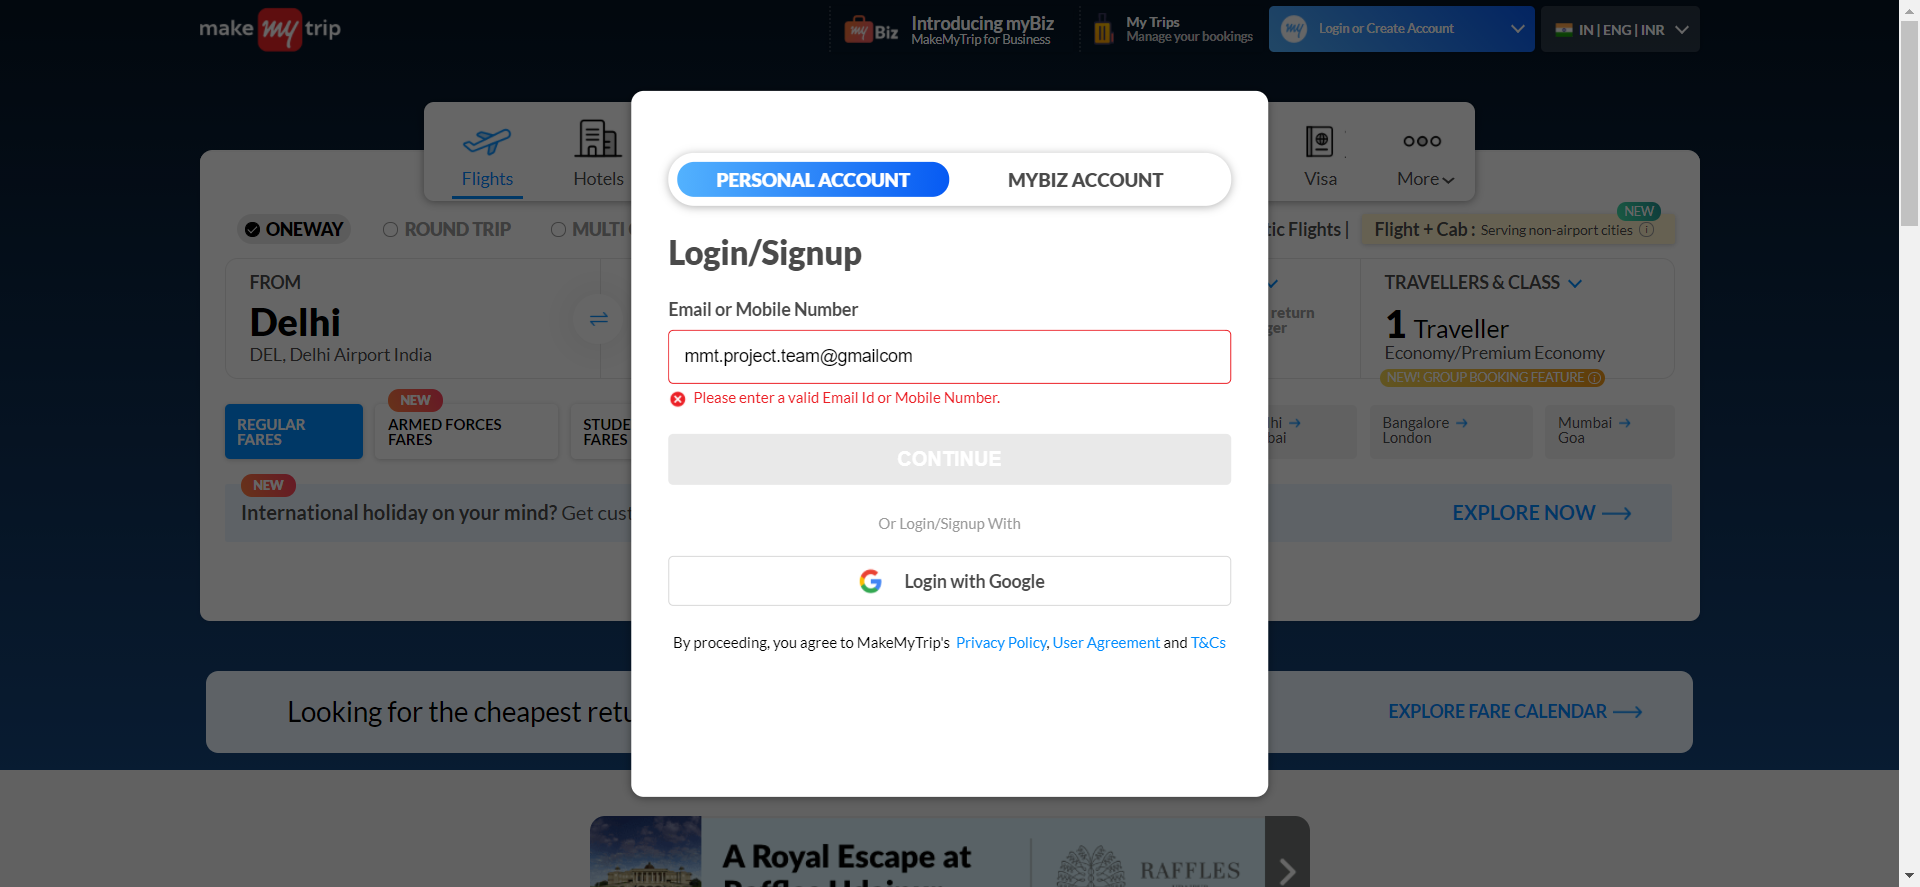 make my trip
my Biz
Introducing myBiz
MakeMyTrip for Business
My Trips
Manage your bookings
my
Login or Create Account
IN | ENG | INR
Flights
Hotels
Visa
More
PERSONAL ACCOUNT
MYBIZ ACCOUNT
ONEWAY
ROUND TRIP
MULTI
tic Flights |
NEW
Flight + Cab : Serving non-airport cities
Login/Signup
FROM
Delhi
DEL, Delhi Airport India
Email or Mobile Number
mmt.project.team@gmailcom
Please enter a valid Email Id or Mobile Number.
return
ger
TRAVELLERS & CLASS
1 Traveller
Economy/Premium Economy
NEW! GROUP BOOKING FEATURE
REGULAR
FARES
NEW
ARMED FORCES
FARES
STUDE
FARES
CONTINUE
lhi
bai
Bangalore
London
Mumbai
Goa
NEW
International holiday on your mind? Get cust
EXPLORE NOW
Or Login/Signup With
Login with Google
By proceeding, you agree to MakeMyTrip's Privacy Policy, User Agreement and T&Cs
Looking for the cheapest retu
EXPLORE FARE CALENDAR
A Royal Escape at
RAFFLES